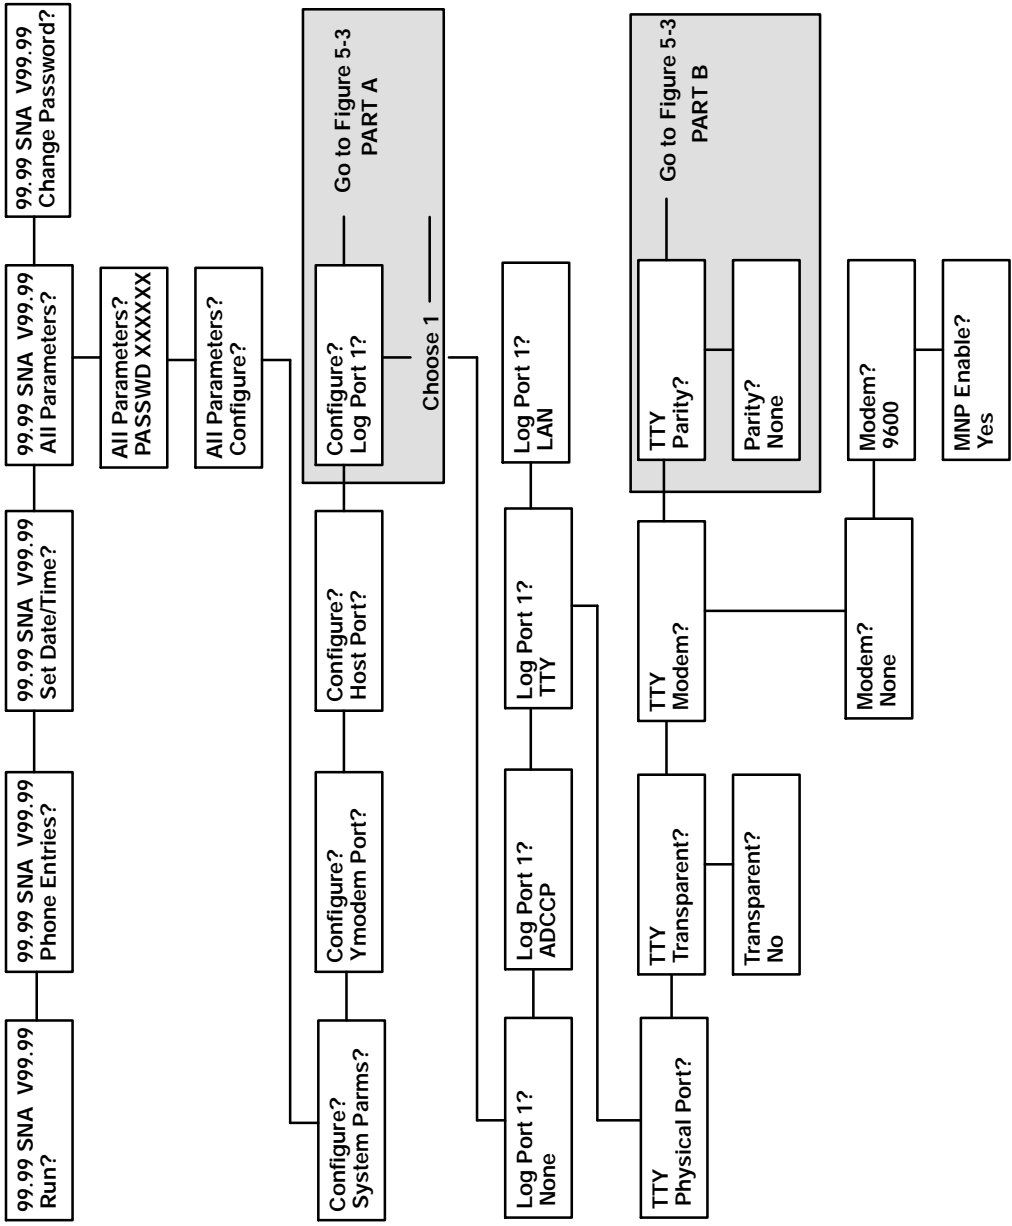 99.99 SNA V99.99
Run?
99.99 SNA V99.99
Phone Entries?
99.99 SNA V99.99
Set Date/Time?
99.99 SNA V99.99
All Parameters?
99.99 SNA V99.99
Change Password?
All Parameters?
PASSWD XXXXXX
All Parameters?
Configure?
Configure?
System Parms?
Configure?
Ymodem Port?
Configure?
Host Port?
Configure?
Log Port 1?
Go to Figure 5-3
PART A
Choose 1
Log Port 1?
None
Log Port 1?
ADCCP
Log Port 1?
TTY
Log Port 1?
LAN
TTY
Physical Port?
TTY
Transparent?
TTY
Modem?
TTY
Parity?
Go to Figure 5-3
PART B
Transparent?
No
Parity?
None
Modem?
None
Modem?
9600
MNP Enable?
Yes